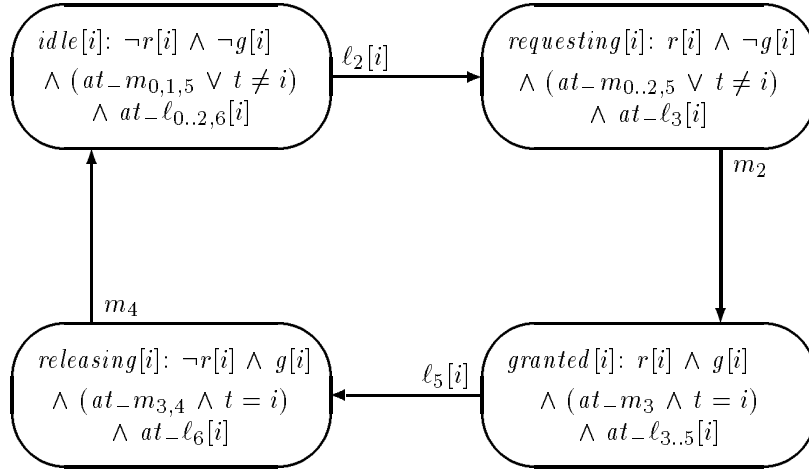 idle[i]: ¬r[i] ∧ ¬g[i]
∧ (at_m₀,₁,₅ ∨ t ≠ i)
∧ at_ℓ₀..₂,₆[i]
ℓ₂[i]
requesting[i]: r[i] ∧ ¬g[i]
∧ (at_m₀..₂,₅ ∨ t ≠ i)
∧ at_ℓ₃[i]
m₂
m₄
releasing[i]: ¬r[i] ∧ g[i]
∧ (at_m₃,₄ ∧ t = i)
∧ at_ℓ₆[i]
ℓ₅[i]
granted[i]: r[i] ∧ g[i]
∧ (at_m₃ ∧ t = i)
∧ at_ℓ₃..₅[i]